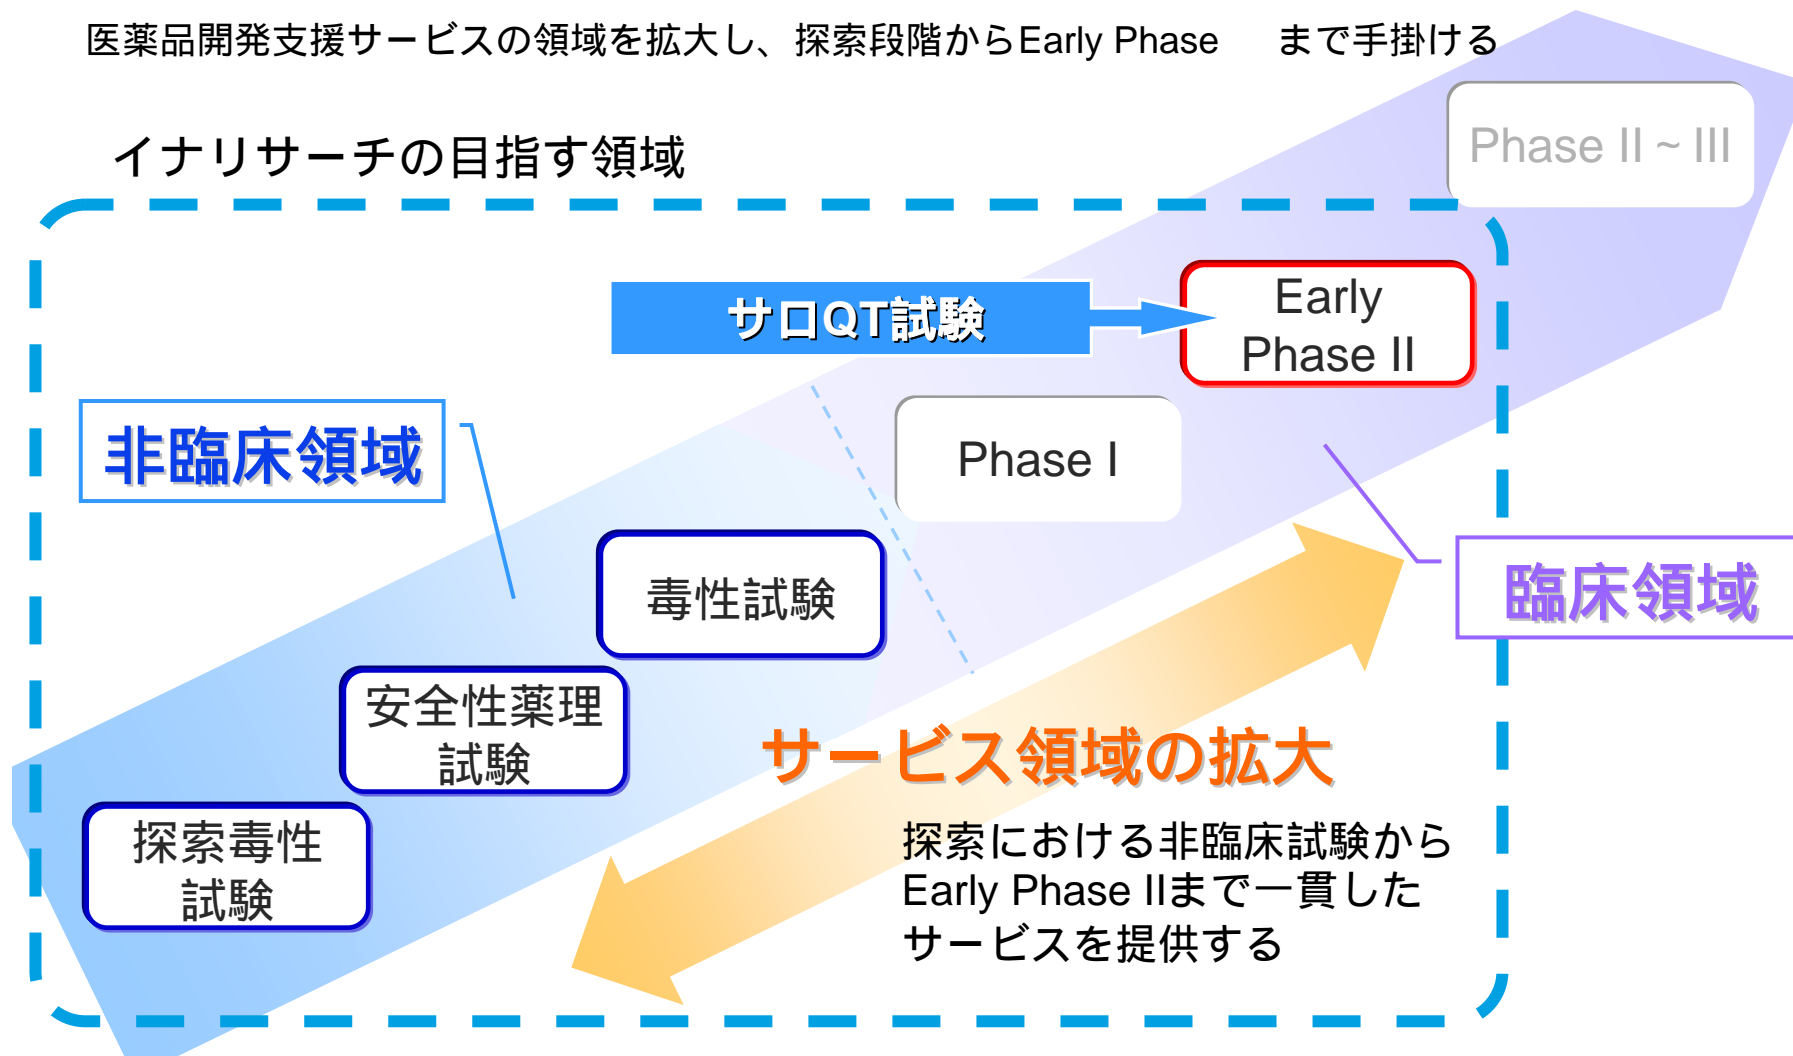 医薬品開発支援サービスの領域を拡大し、探索段階からEarly Phase　まで手掛ける
イナリサーチの目指す領域
Phase II ~ III
サロQT試験
Early
Phase II
非臨床領域
Phase I
毒性試験
臨床領域
安全性薬理
試験
サービス領域の拡大
探索毒性
試験
探索における非臨床試験から
Early Phase IIまで一貫した
サービスを提供する